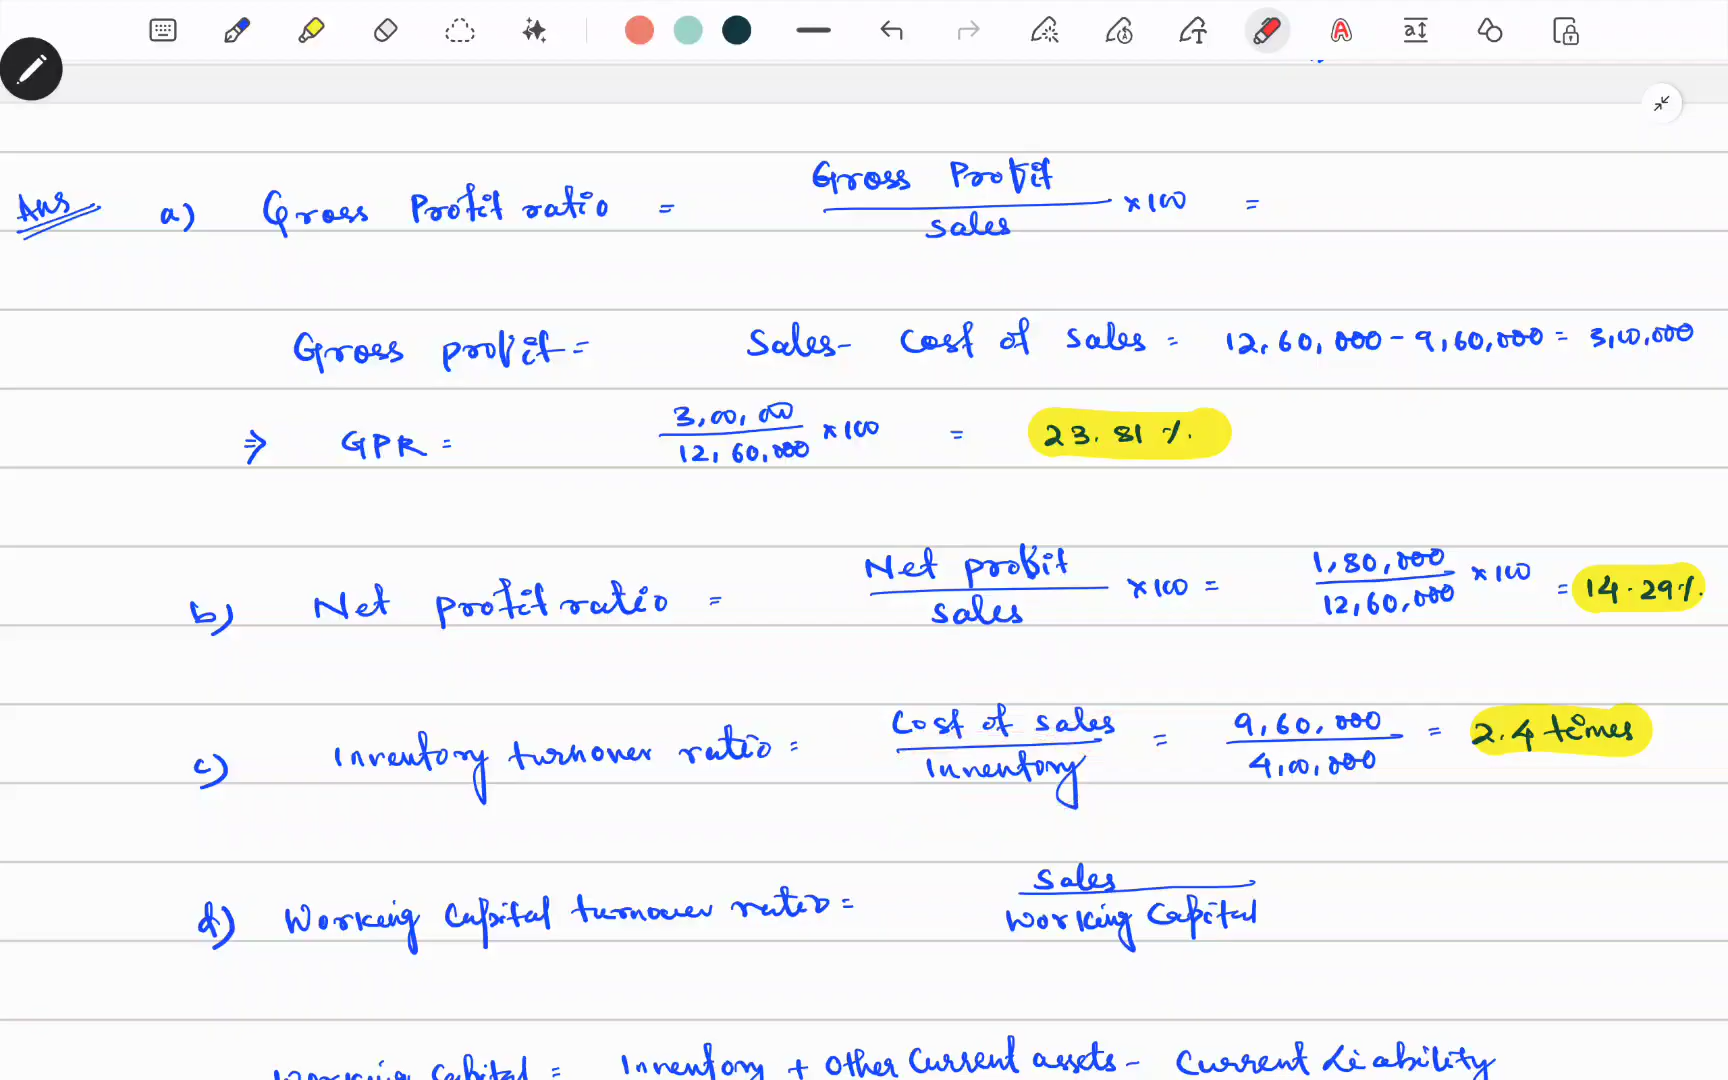 Ans a) Gross Profit ratio = Gross Profit / Sales × 100 =
Gross profit = Sales - Cost of Sales = 12,60,000 - 9,60,000 = 3,00,000
⇒ GPR = 3,00,000 / 12,60,000 × 100 = 23.81 %.
b) Net profit ratio = Net profit / Sales × 100 = 1,80,000 / 12,60,000 × 100 = 14.29%.
c) Inventory turnover ratio = Cost of sales / Inventory = 9,60,000 / 4,00,000 = 2.4 times
d) Working Capital turnover ratio = Sales / Working Capital
Working Capital = Inventory + Other Current assets - Current Liability